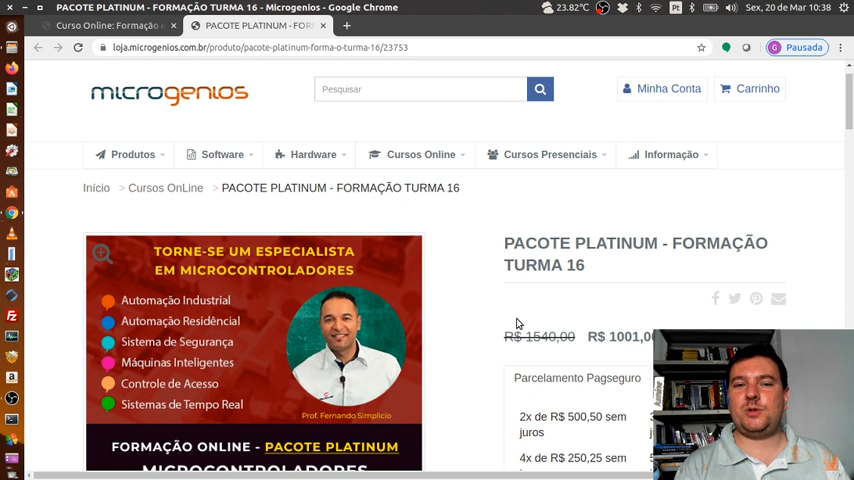 PACOTE PLATINUM - FORMAÇÃO TURMA 16 - Microgenios - Google Chrome
23.82°C
Pt
Sex, 20 de Mar 10:38
Curso Online: Formação
PACOTE PLATINUM - FOR
loja.microgenios.com.br/produto/pacote-platinum-forma-o-turma-16/23753
G Pausada
microgenios
Pesquisar
Minha Conta
Carrinho
Produtos
Software
Hardware
Cursos Online
Cursos Presenciais
Informação
Início > Cursos OnLine > PACOTE PLATINUM - FORMAÇÃO TURMA 16
TORNE-SE UM ESPECIALISTA
EM MICROCONTROLADORES
Automação Industrial
Automação Residêncial
Sistema de Segurança
Máquinas Inteligentes
Controle de Acesso
Sistemas de Tempo Real
Prof. Fernando Simplicio
FORMAÇÃO ONLINE - PACOTE PLATINUM
MICROCONTROLADORES
PACOTE PLATINUM - FORMAÇÃO
TURMA 16
R$ 1540,00 R$ 1001,00
Parcelamento Pagseguro
2x de R$ 500,50 sem
juros
4x de R$ 250,25 sem